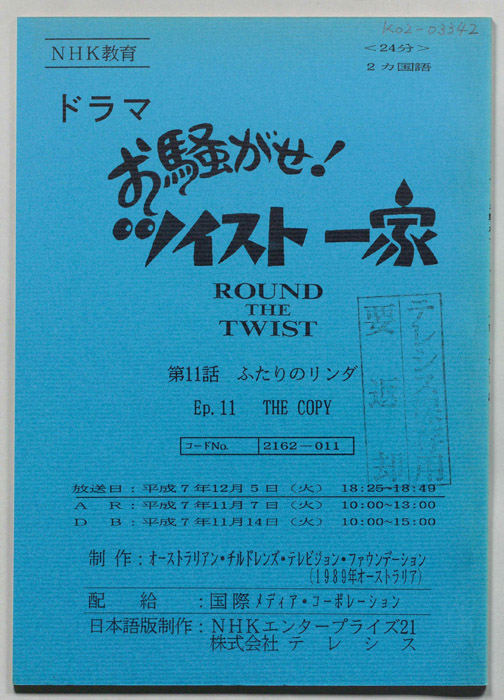 K02-03342
NHK教育
＜24分＞
2ヵ国語
ドラマ
お騒がせ！
ツイスト一家
ROUND
THE
TWIST
第11話 ふたりのリンダ
Ep.11 THE COPY
コードNo. 2162－011
放送日：平成7年12月5日（火） 18:25~18:49
AR：平成7年11月7日（火） 10:00~13:00
DB：平成7年11月14日（火） 10:00~15:00
制作：オーストラリアン・チルドレンズ・テレビジョン・ファウンデーション
(1989年オーストラリア)
配給：国際メディア・コーポレーション
日本語版制作：NHKエンタープライズ21
株式会社テレシス
要返却